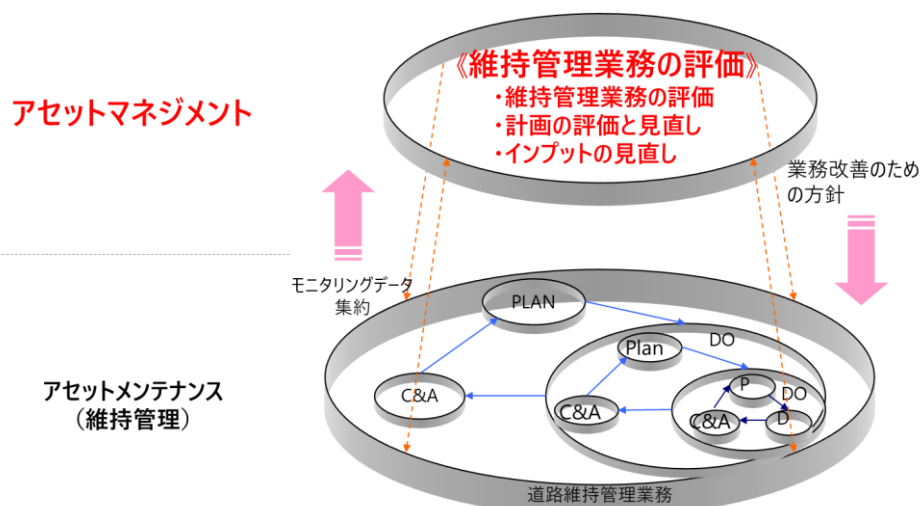 《維持管理業務の評価》
・維持管理業務の評価
・計画の評価と見直し
・インプットの見直し
アセットマネジメント
業務改善のため
の方針
モニタリングデータ
集約
PLAN
DO
Plan
P
DO
C&A
C&A
C&A
D
アセットメンテナンス
（維持管理）
道路維持管理業務